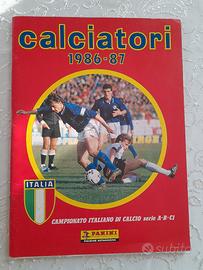 calciatori
1986-87
ITALIA
CAMPIONATO ITALIANO DI CALCIO serie A-B-C1
PANINI
subito